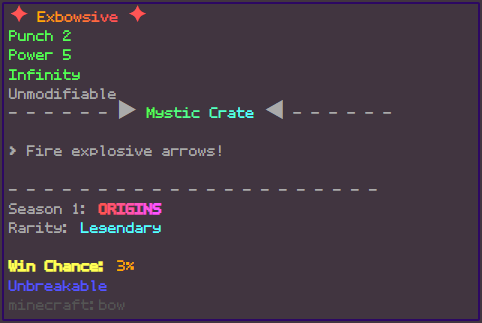 ✦ Exbowsive ✦
Punch 2
Power 5
Infinity
Unmodifiable
- - - - - - ▶ Mystic Crate ◀ - - - - - -
> Fire explosive arrows!
- - - - - - - - - - - - - - - - - - - - -
Season 1: ORIGINS
Rarity: Legendary
Win Chance: 3%
Unbreakable
minecraft:bow